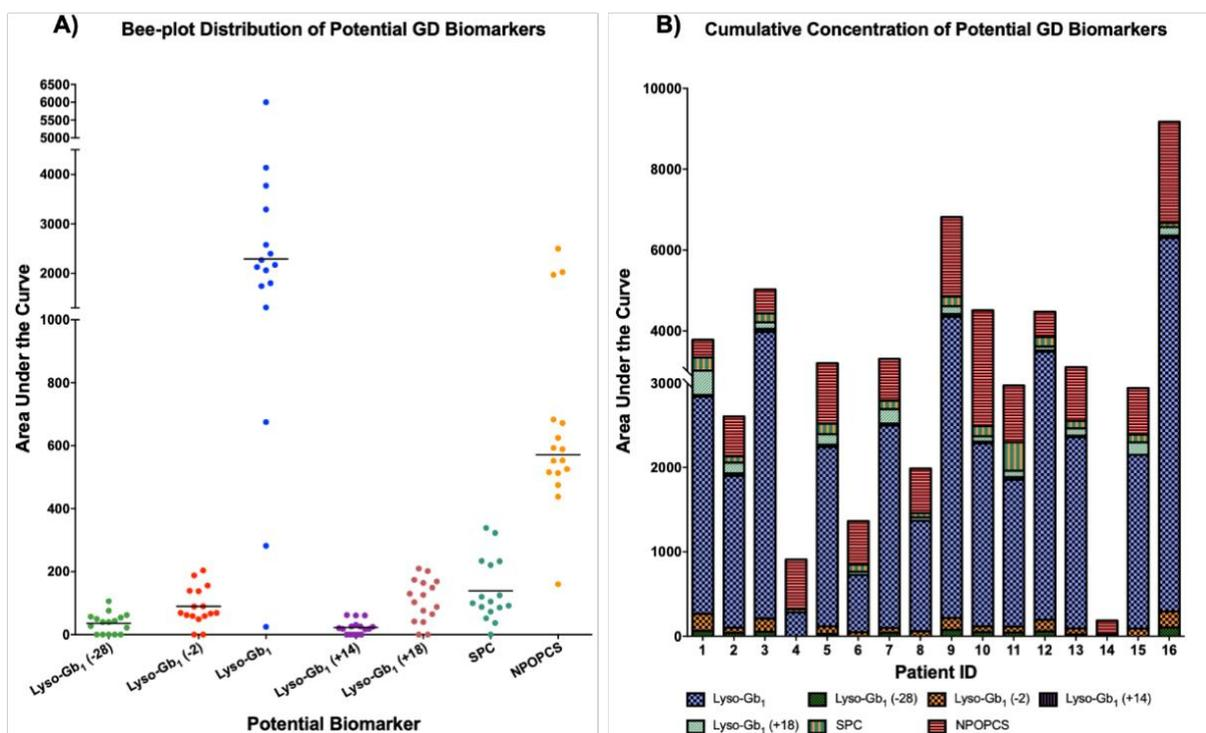 A) Bee-plot Distribution of Potential GD Biomarkers
6500
6000
5500
5000
4000
3000
2000
1000
800
600
400
200
0
Area Under the Curve
Lyso-Gb1 (-28)
Lyso-Gb1 (-2)
Lyso-Gb1
Lyso-Gb1 (+14)
Lyso-Gb1 (+18)
SPC
NPOPCS
Potential Biomarker
B) Cumulative Concentration of Potential GD Biomarkers
10000
8000
6000
4000
3000
2000
1000
0
Area Under the Curve
1 2 3 4 5 6 7 8 9 10 11 12 13 14 15 16
Patient ID
Lyso-Gb1 Lyso-Gb1 (-28) Lyso-Gb1 (-2) Lyso-Gb1 (+14)
Lyso-Gb1 (+18) SPC NPOPCS